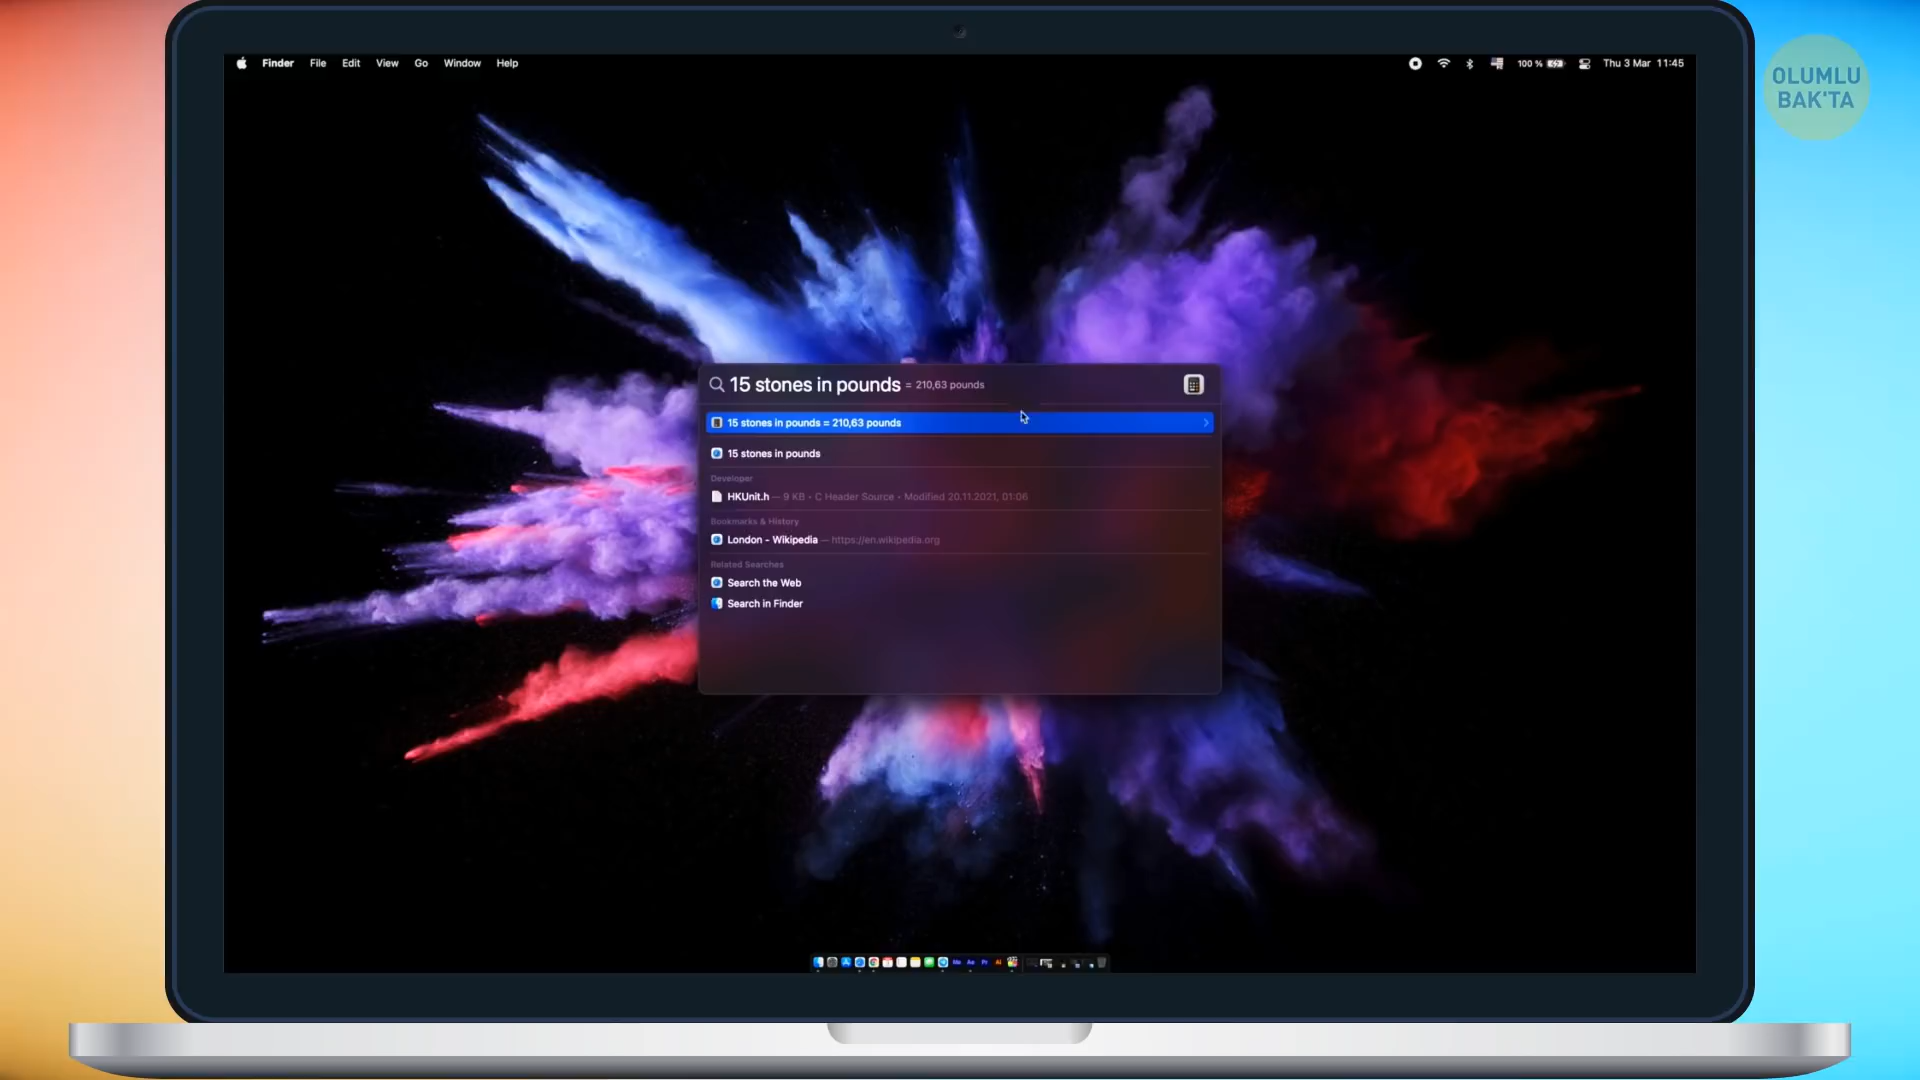 OLUMLU
BAK'TA
Finder File Edit View Go Window Help
100 % Thu 3 Mar 11:45
15 stones in pounds = 210,63 pounds
15 stones in pounds = 210,63 pounds
15 stones in pounds
Developer
HKUnit.h — 9 KB • C Header Source • Modified 20.11.2021, 01:06
Bookmarks & History
London - Wikipedia — https://en.wikipedia.org
Related Searches
Search the Web
Search in Finder